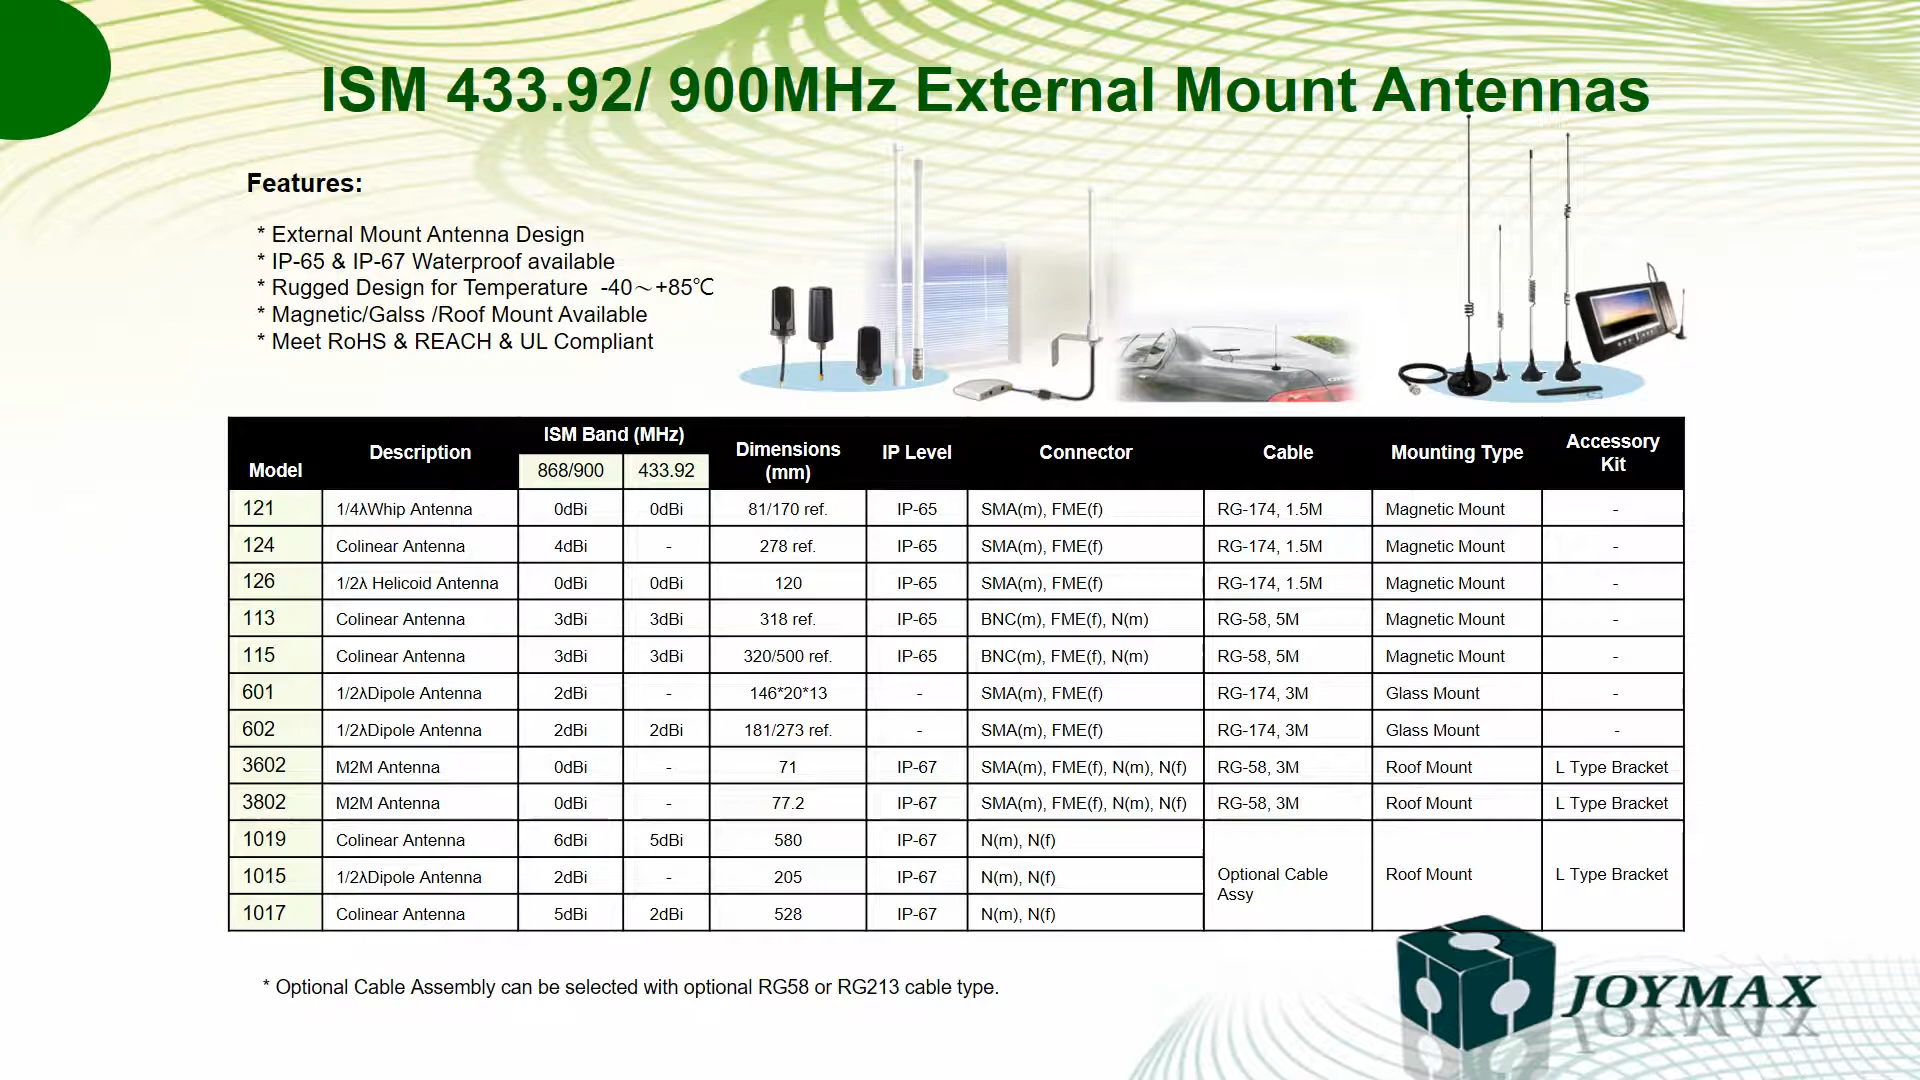 ISM 433.92/ 900MHz External Mount Antennas
Features:
* External Mount Antenna Design
* IP-65 & IP-67 Waterproof available
* Rugged Design for Temperature -40～+85℃
* Magnetic/Galss /Roof Mount Available
* Meet RoHS & REACH & UL Compliant
Model Description ISM Band (MHz) 868/900 433.92 Dimensions (mm) IP Level Connector Cable Mounting Type Accessory Kit
121 1/4λWhip Antenna 0dBi 0dBi 81/170 ref. IP-65 SMA(m), FME(f) RG-174, 1.5M Magnetic Mount -
124 Colinear Antenna 4dBi - 278 ref. IP-65 SMA(m), FME(f) RG-174, 1.5M Magnetic Mount -
126 1/2λ Helicoid Antenna 0dBi 0dBi 120 IP-65 SMA(m), FME(f) RG-174, 1.5M Magnetic Mount -
113 Colinear Antenna 3dBi 3dBi 318 ref. IP-65 BNC(m), FME(f), N(m) RG-58, 5M Magnetic Mount -
115 Colinear Antenna 3dBi 3dBi 320/500 ref. IP-65 BNC(m), FME(f), N(m) RG-58, 5M Magnetic Mount -
601 1/2λDipole Antenna 2dBi - 146*20*13 - SMA(m), FME(f) RG-174, 3M Glass Mount -
602 1/2λDipole Antenna 2dBi 2dBi 181/273 ref. - SMA(m), FME(f) RG-174, 3M Glass Mount -
3602 M2M Antenna 0dBi - 71 IP-67 SMA(m), FME(f), N(m), N(f) RG-58, 3M Roof Mount L Type Bracket
3802 M2M Antenna 0dBi - 77.2 IP-67 SMA(m), FME(f), N(m), N(f) RG-58, 3M Roof Mount L Type Bracket
1019 Colinear Antenna 6dBi 5dBi 580 IP-67 N(m), N(f)
1015 1/2λDipole Antenna 2dBi - 205 IP-67 N(m), N(f) Optional Cable Assy Roof Mount L Type Bracket
1017 Colinear Antenna 5dBi 2dBi 528 IP-67 N(m), N(f)
* Optional Cable Assembly can be selected with optional RG58 or RG213 cable type.
JOYMAX